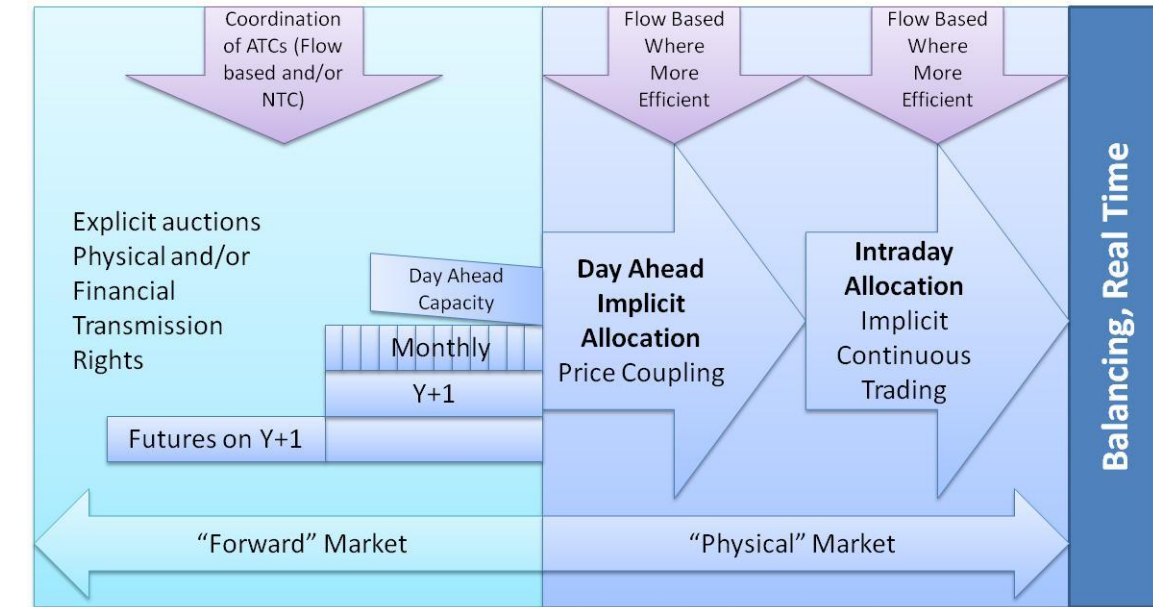 Coordination
of ATCs (Flow
based and/or
NTC)
Flow Based
Where
More
Efficient
Flow Based
Where
More
Efficient
Explicit auctions
Physical and/or
Financial
Transmission
Rights
Day Ahead
Capacity
Monthly
Y+1
Futures on Y+1
Day Ahead
Implicit
Allocation
Price Coupling
Intraday
Allocation
Implicit
Continuous
Trading
Balancing, Real Time
“Forward” Market
“Physical” Market